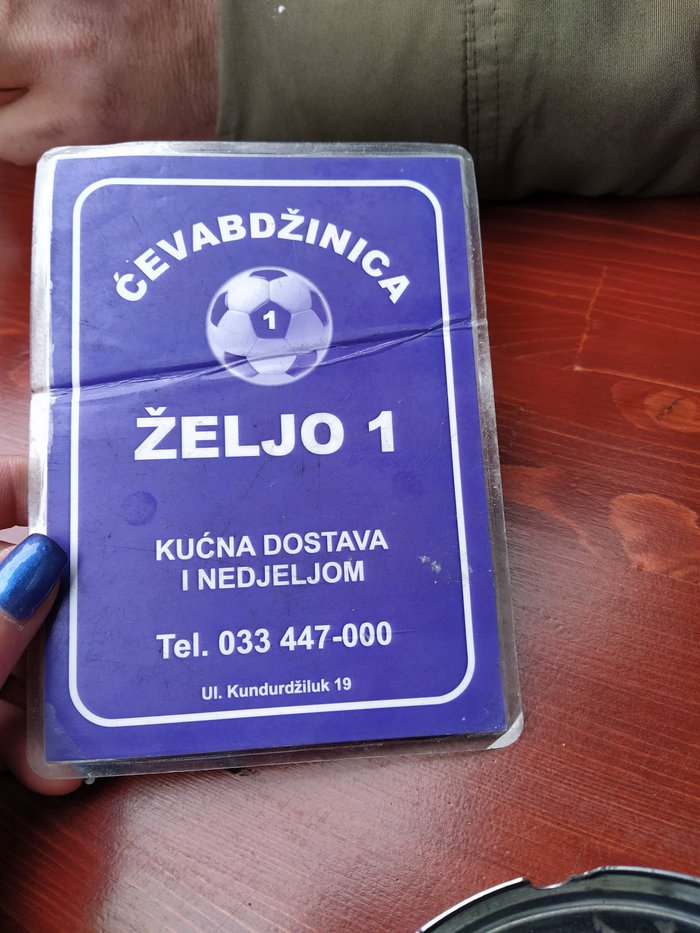 ĆEVABDŽINICA
1
ŽELJO 1
KUĆNA DOSTAVA
I NEDJELJOM
Tel. 033 447-000
Ul. Kundurdžiluk 19